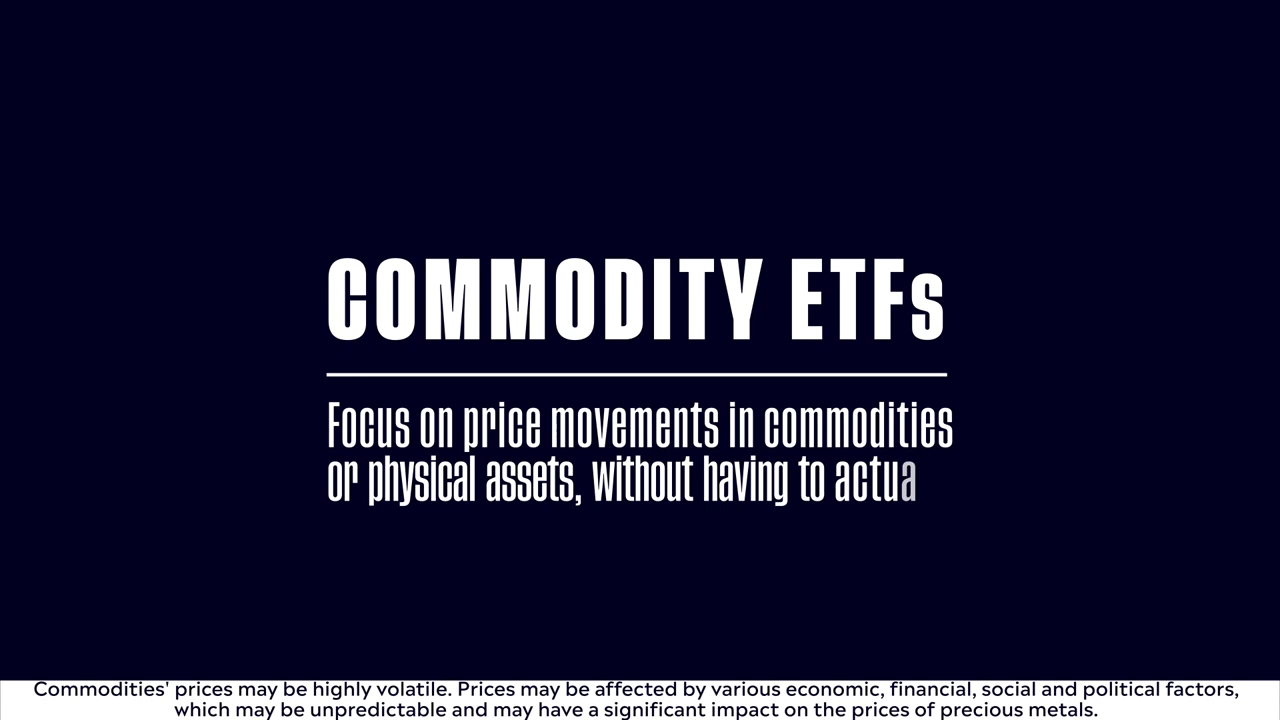 COMMODITY ETFs
Focus on price movements in commodities
or physical assets, without having to actua
Commodities' prices may be highly volatile. Prices may be affected by various economic, financial, social and political factors,
which may be unpredictable and may have a significant impact on the prices of precious metals.